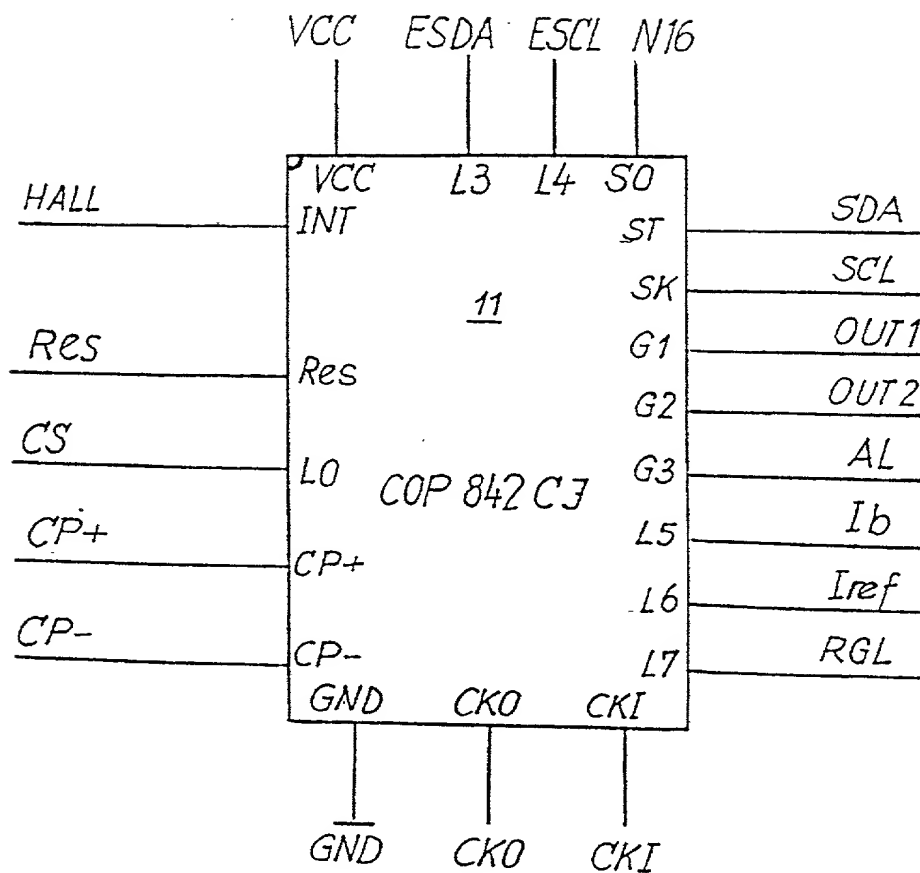 VCC ESDA ESCL N16
VCC L3 L4 SO
HALL INT ST SDA
SK SCL
11
G1 OUT1
Res Res
G2 OUT2
CS LO
COP 842 CJ
G3 AL
CP+ CP+
L5 Ib
L6 Iref
CP- CP-
L7 RGL
GND CKO CKI
GND CKO CKI